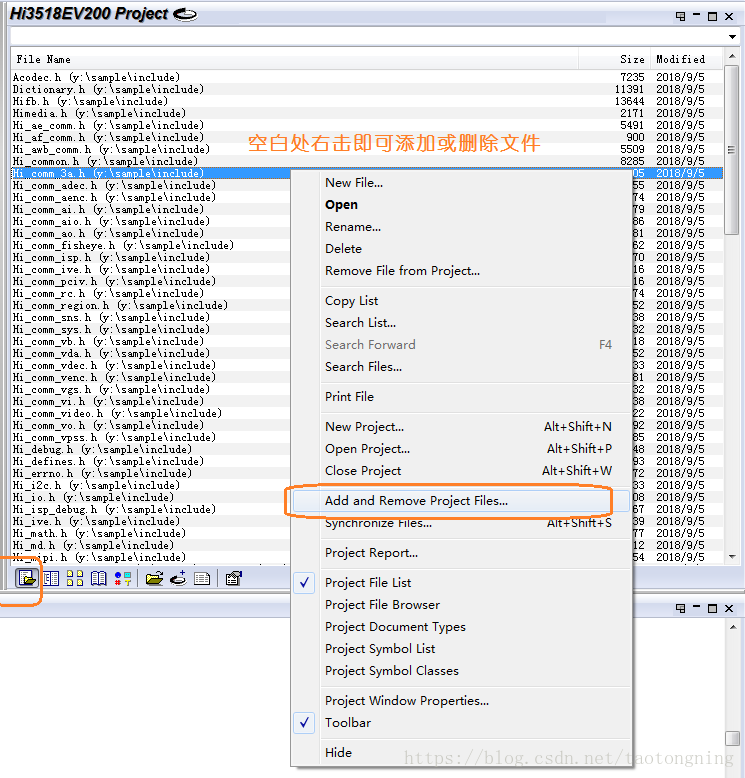 Hi3518EV200 Project
File Name Size Modified
Acodec.h (y:\sample\include) 7235 2018/9/5
Dictionary.h (y:\sample\include) 11391 2018/9/5
Hifb.h (y:\sample\include) 13644 2018/9/5
Himedia.h (y:\sample\include) 2171 2018/9/5
Hi_ae_comm.h (y:\sample\include) 5491 2018/9/5
Hi_af_comm.h (y:\sample\include) 900 2018/9/5
Hi_awb_comm.h (y:\sample\include) 5509 2018/9/5
空白处右击即可添加或删除文件
Hi_common.h (y:\sample\include) 8285 2018/9/5
Hi_comm_3a.h (y:\sample\include) 05 2018/9/5
Hi_comm_adec.h (y:\sample\include) 55 2018/9/5
Hi_comm_aenc.h (y:\sample\include) 74 2018/9/5
Hi_comm_ai.h (y:\sample\include) 79 2018/9/5
Hi_comm_aio.h (y:\sample\include) 86 2018/9/5
Hi_comm_ao.h (y:\sample\include) 81 2018/9/5
Hi_comm_fisheye.h (y:\sample\include) 62 2018/9/5
Hi_comm_isp.h (y:\sample\include) 70 2018/9/5
Hi_comm_ive.h (y:\sample\include) 16 2018/9/5
Hi_comm_pciv.h (y:\sample\include) 16 2018/9/5
Hi_comm_rc.h (y:\sample\include) 74 2018/9/5
Hi_comm_region.h (y:\sample\include) 52 2018/9/5
Hi_comm_sns.h (y:\sample\include) 38 2018/9/5
Hi_comm_sys.h (y:\sample\include) 32 2018/9/5
Hi_comm_vb.h (y:\sample\include) 18 2018/9/5
Hi_comm_vda.h (y:\sample\include) 52 2018/9/5
Hi_comm_vdec.h (y:\sample\include) 33 2018/9/5
Hi_comm_venc.h (y:\sample\include) 81 2018/9/5
Hi_comm_vgs.h (y:\sample\include) 32 2018/9/5
Hi_comm_vi.h (y:\sample\include) 38 2018/9/5
Hi_comm_video.h (y:\sample\include) 22 2018/9/5
Hi_comm_vo.h (y:\sample\include) 92 2018/9/5
Hi_comm_vpss.h (y:\sample\include) 85 2018/9/5
Hi_debug.h (y:\sample\include) 48 2018/9/5
Hi_defines.h (y:\sample\include) 93 2018/9/5
Hi_errno.h (y:\sample\include) 72 2018/9/5
Hi_i2c.h (y:\sample\include) 33 2018/9/5
Hi_io.h (y:\sample\include) 08 2018/9/5
Hi_isp_debug.h (y:\sample\include) 67 2018/9/5
Hi_ive.h (y:\sample\include) 39 2018/9/5
Hi_math.h (y:\sample\include) 77 2018/9/5
Hi_md.h (y:\sample\include) 12 2018/9/5
Hi_mipi.h (y:\sample\include) 54 2018/9/5
New File...
Open
Rename...
Delete
Remove File from Project...
Copy List
Search List...
Search Forward F4
Search Files...
Print File
New Project... Alt+Shift+N
Open Project... Alt+Shift+P
Close Project Alt+Shift+W
Add and Remove Project Files...
Synchronize Files... Alt+Shift+S
Project Report...
Project File List
Project File Browser
Project Document Types
Project Symbol List
Project Symbol Classes
Project Window Properties...
Toolbar
Hide
https://blog.csdn.net/taotongning